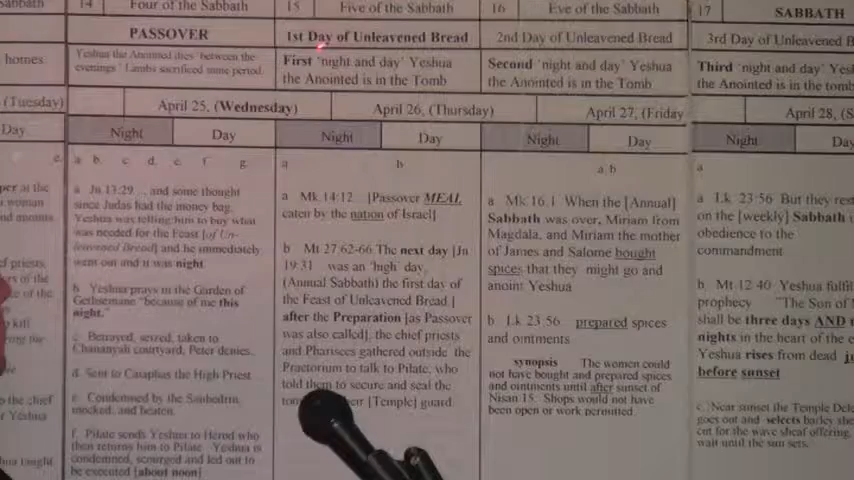 Sabbath
14
Four of the Sabbath
15
Five of the Sabbath
16
Eve of the Sabbath
17
SABBATH
PASSOVER
1st Day of Unleavened Bread
2nd Day of Unleavened Bread
3rd Day of Unleavened B
homes.
Yeshua the Anointed dies 'between the
evenings' Lambs sacrificed same period.
First 'night and day' Yeshua
the Anointed is in the Tomb
Second 'night and day' Yeshua
the Anointed is in the Tomb
Third 'night and day' Yesh
the Anointed is in the tomb
(Tuesday)
April 25, (Wednesday)
April 26, (Thursday)
April 27, (Friday
April 28, (S
Day
Night
Day
Night
Day
Night
Day
Night
Day
e.
a b. c d. e. f g.
a b
a b
a
a Jn 13:29 ... and some thought
since Judas had the money bag,
Yeshua was telling him to buy what
was needed for the Feast [of Un-
leavened Bread] and he immediately
went out and it was night.
b Yeshua prays in the Garden of
Gethsemane "because of me this
night."
c Betrayed, seized, taken to
Chananyah courtyard, Peter denies.
d Sent to Caiaphas the High Priest
e Condemned by the Sanhedrin,
mocked, and beaten.
f. Pilate sends Yeshua to Herod who
then returns him to Pilate Yeshua is
condemned, scourged and led out to
be executed [about noon]
a Mk 14:12 [Passover MEAL
eaten by the nation of Israel]
b Mt 27:62-66 The next day [Jn
19:31 was an 'high' day,
(Annual Sabbath) the first day of
the Feast of Unleavened Bread ]
after the Preparation [as Passover
was also called], the chief priests
and Pharisees gathered outside the
Praetorium to talk to Pilate, who
told them to secure and seal the
[Temple] guard.
a Mk 16:1 When the [Annual]
Sabbath was over, Miriam from
Magdala, and Miriam the mother
of James and Salome bought
spices that they might go and
anoint Yeshua
b Lk 23:56 prepared spices
and ointments
synopsis The women could
not have bought and prepared spices
and ointments until after sunset of
Nisan 15. Shops would not have
been open or work permitted.
a Lk 23:56 But they res
on the [weekly] Sabbath i
obedience to the
commandment
b. Mt 12:40 Yeshua fulfil
prophecy "The Son of
shall be three days AND t
nights in the heart of the e
Yeshua rises from dead j
before sunset
c. Near sunset the Temple Dele
goes out and selects barley she
cut for the wave sheaf offering.
wait until the sun sets.